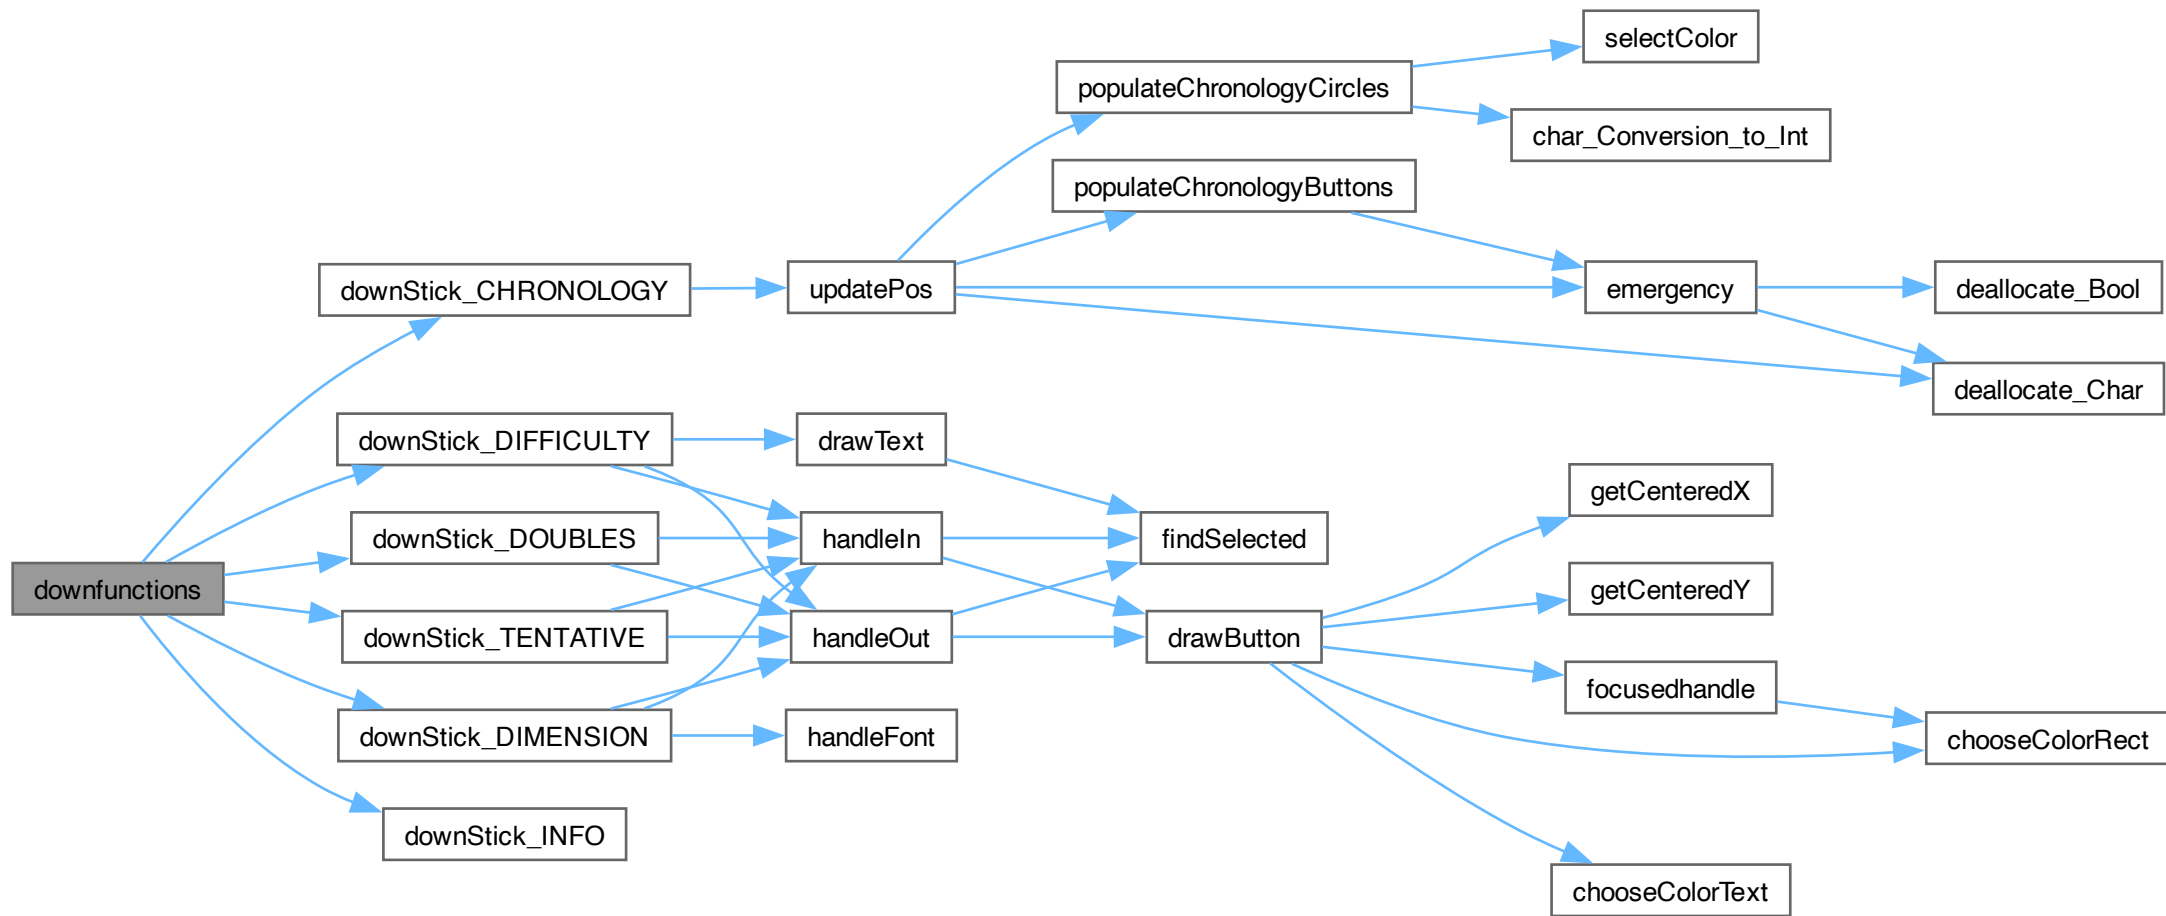 selectColor
populateChronologyCircles
char_Conversion_to_Int
populateChronologyButtons
downStick_CHRONOLOGY
updatePos
emergency
deallocate_Bool
deallocate_Char
downStick_DIFFICULTY
drawText
getCenteredX
downStick_DOUBLES
handleIn
findSelected
downfunctions
getCenteredY
downStick_TENTATIVE
handleOut
drawButton
focusedhandle
downStick_DIMENSION
handleFont
chooseColorRect
downStick_INFO
chooseColorText